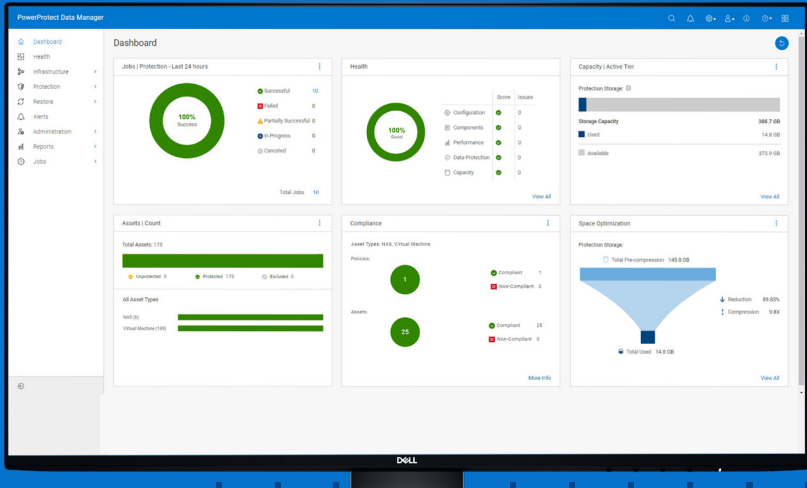 PowerProtect Data Manager
Dashboard
Health
Infrastructure
Protection
Restore
Alerts
Administration
Reports
Jobs
Dashboard
Jobs | Protection - Last 24 hours
100%
Success
Successful 10
Failed 0
Partially Successful 0
In Progress 0
Canceled 0
Total Jobs 10
Health
100%
Good
Score Issues
Configuration 0
Components 0
Performance 0
Data Protection 0
Capacity 0
View All
Capacity | Active Tier
Protection Storage:
Storage Capacity 388.7 GB
Used 14.8 GB
Available 373.9 GB
View All
Assets | Count
Total Assets: 175
Unprotected 0 Protected 175 Excluded 0
All Asset Types
NAS (6)
Virtual Machine (169)
Compliance
Asset Types: NAS, Virtual Machine
Policies:
1
Compliant 1
Non-Compliant 0
Assets:
25
Compliant 25
Non-Compliant 0
More Info
Space Optimization
Protection Storage:
Total Pre-compression 145.8 GB
Reduction 89.83%
Compression 9.8X
Total Used 14.8 GB
View All
DELL